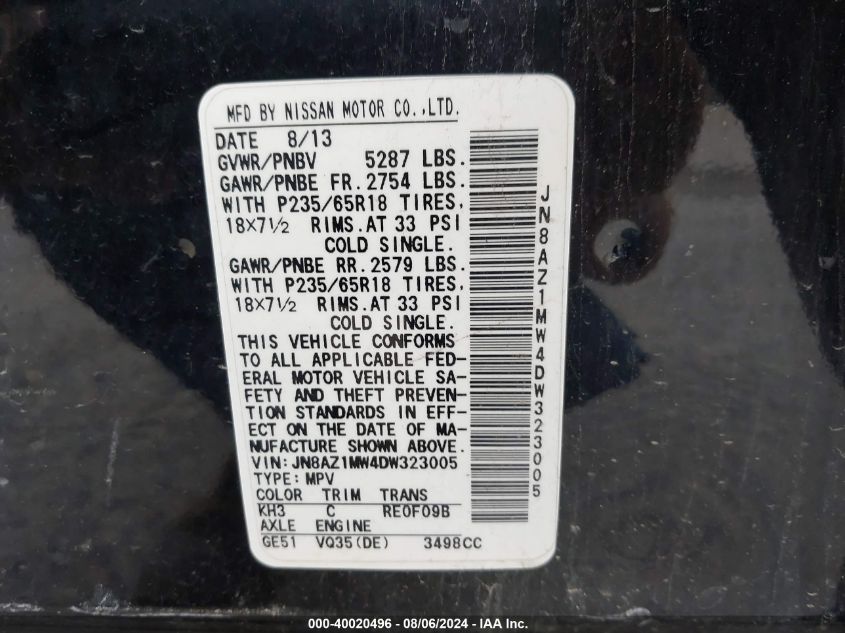 MFD BY NISSAN MOTOR CO.,LTD.
DATE 8/13
GVWR/PNBV 5287 LBS.
GAWR/PNBE FR. 2754 LBS.
WITH P235/65R18 TIRES.
18X7½ RIMS. AT 33 PSI
COLD SINGLE.
GAWR/PNBE RR. 2579 LBS.
WITH P235/65R18 TIRES.
18X7½ RIMS. AT 33 PSI
COLD SINGLE.
THIS VEHICLE CONFORMS
TO ALL APPLICABLE FED-
ERAL MOTOR VEHICLE SA-
FETY AND THEFT PREVEN-
TION STANDARDS IN EFF-
ECT ON THE DATE OF MA-
NUFACTURE SHOWN ABOVE.
VIN: JN8AZ1MW4DW323005
TYPE: MPV
COLOR TRIM TRANS
KH3 C RE0F09B
AXLE ENGINE
GE51 VQ35(DE) 3498CC
JN8AZ1MW4DW323005
000-40020496 - 08/06/2024 - IAA Inc.